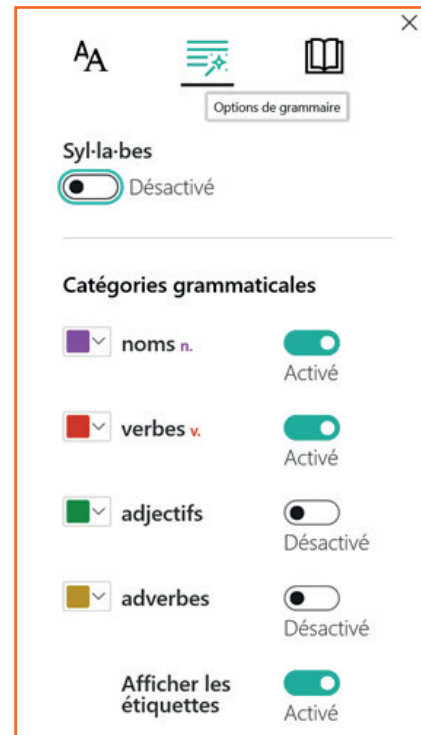 AA
Options de grammaire
Syl·la·bes
Désactivé
Catégories grammaticales
noms n.
Activé
verbes v.
Activé
adjectifs
Désactivé
adverbes
Désactivé
Afficher les
étiquettes
Activé